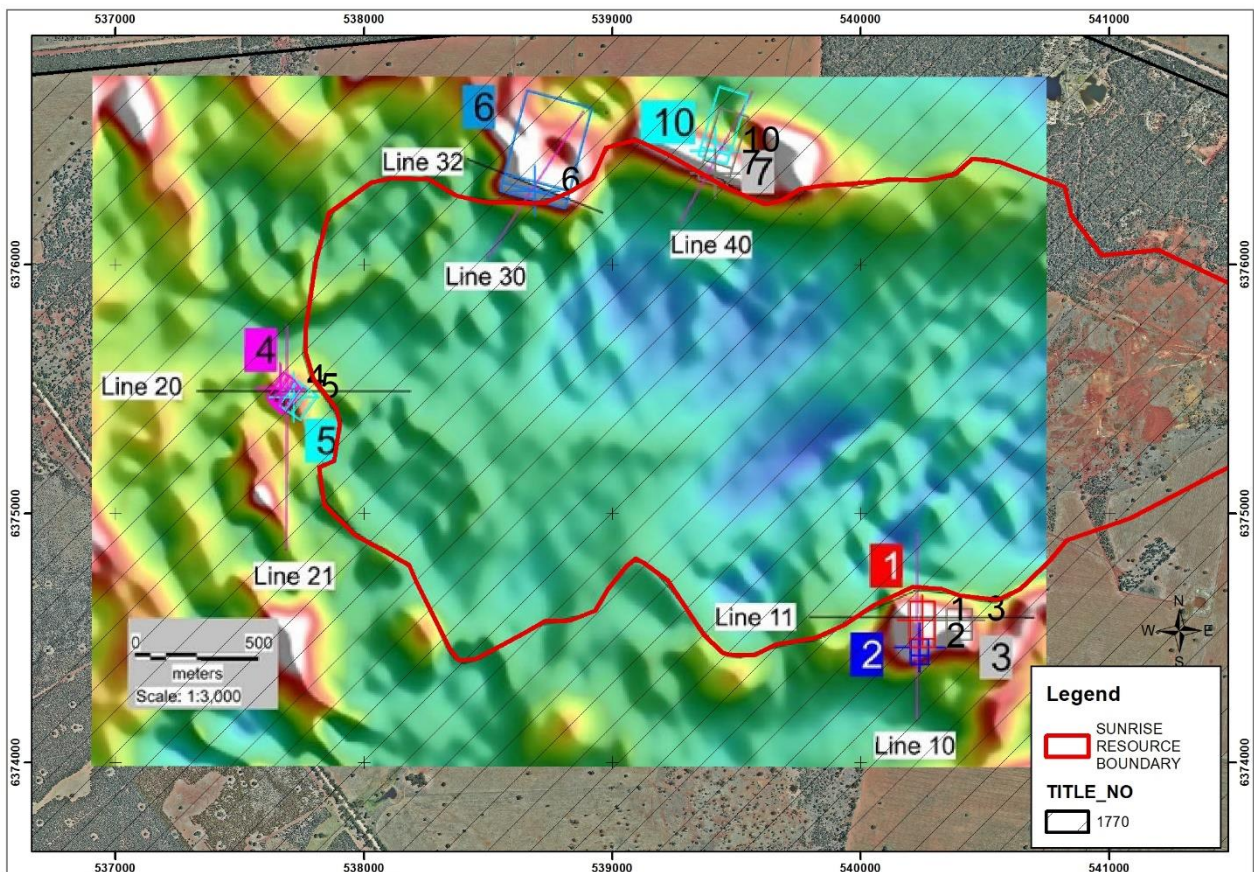 537000
538000
539000
540000
541000
6
10
10
Line 32
7
7
6
Line 40
6376000
6376000
Line 30
4
4
Line 20
5
5
6375000
6375000
1
Line 21
Line 11
1
3
2
2
3
0
500
meters
Scale: 1:3,000
N
W
E
S
Line 10
Legend
SUNRISE
RESOURCE
BOUNDARY
TITLE_NO
1770
6374000
6374000
537000
538000
539000
540000
541000